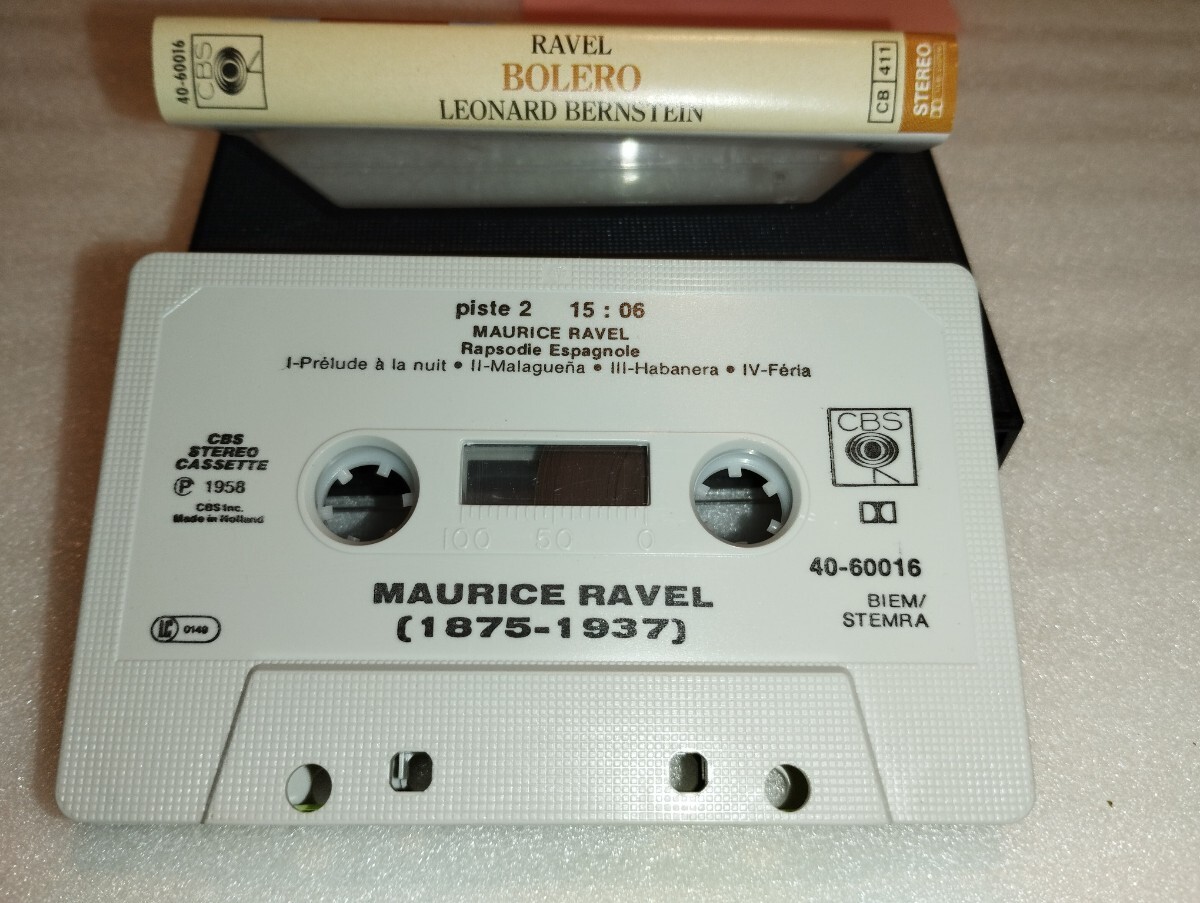 40-60016
CBS
RAVEL
BOLERO
LEONARD BERNSTEIN
CB 411
STEREO
piste 2 15 : 06
MAURICE RAVEL
Rapsodie Espagnole
I-Prélude à la nuit • II-Malagueña • III-Habanera • IV-Féria
CBS
STEREO
CASSETTE
℗ 1958
CBS Inc.
Made in Holland
CBS
100 50 0
40-60016
MAURICE RAVEL
(1875-1937)
BIEM/
STEMRA
LC 0149